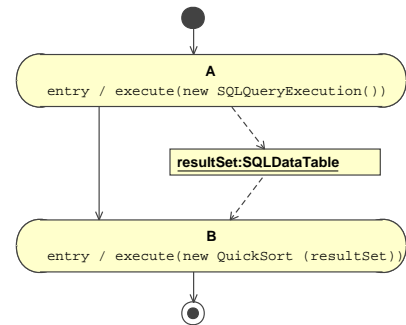 A
entry / execute(new SQLQueryExecution())
resultSet:SQLDataTable
B
entry / execute(new QuickSort (resultSet))